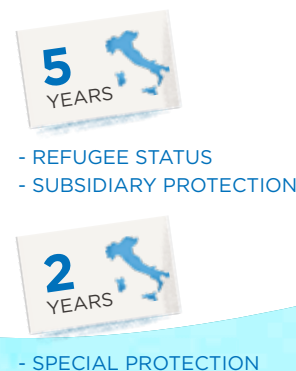 5
YEARS
- REFUGEE STATUS
- SUBSIDIARY PROTECTION
2
YEARS
- SPECIAL PROTECTION